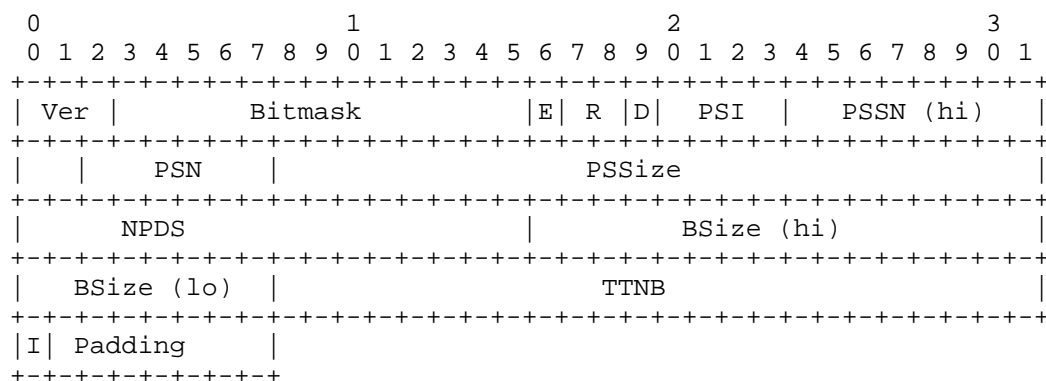 0                   1                   2                   3
 0 1 2 3 4 5 6 7 8 9 0 1 2 3 4 5 6 7 8 9 0 1 2 3 4 5 6 7 8 9 0 1
+-+-+-+-+-+-+-+-+-+-+-+-+-+-+-+-+-+-+-+-+-+-+-+-+-+-+-+-+-+-+-+-+
| Ver |         Bitmask         |E| R |D|  PSI  |   PSSN (hi)   |
+-+-+-+-+-+-+-+-+-+-+-+-+-+-+-+-+-+-+-+-+-+-+-+-+-+-+-+-+-+-+-+-+
|   |    PSN    |                   PSSize                      |
+-+-+-+-+-+-+-+-+-+-+-+-+-+-+-+-+-+-+-+-+-+-+-+-+-+-+-+-+-+-+-+-+
|      NPDS                     |         BSize (hi)            |
+-+-+-+-+-+-+-+-+-+-+-+-+-+-+-+-+-+-+-+-+-+-+-+-+-+-+-+-+-+-+-+-+
|   BSize (lo)  |                    TTNB                       |
+-+-+-+-+-+-+-+-+-+-+-+-+-+-+-+-+-+-+-+-+-+-+-+-+-+-+-+-+-+-+-+-+
|I| Padding     |
+-+-+-+-+-+-+-+-+